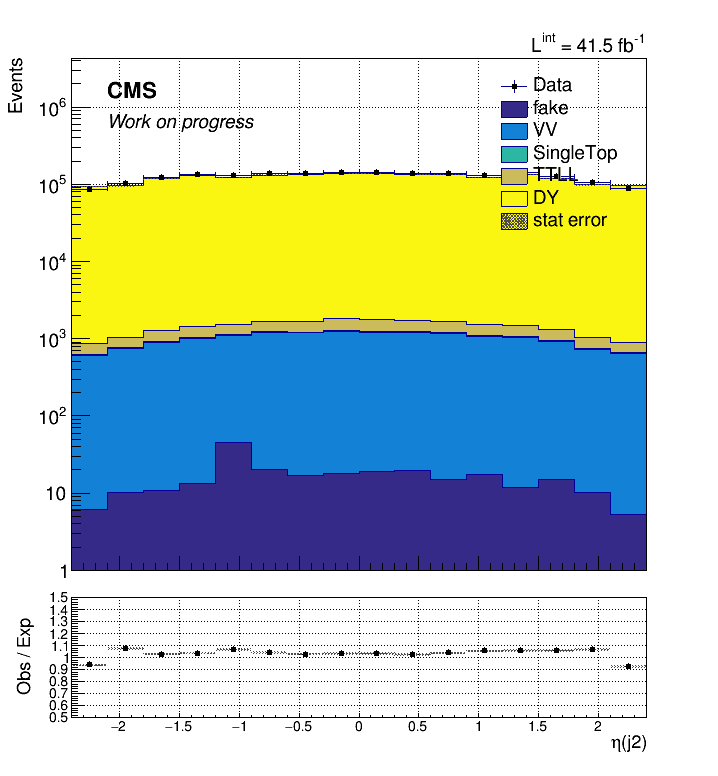 L^int = 41.5 fb^-1
Events
CMS
Work on progress
Data
fake
VV
SingleTop
TTLL
DY
stat error
10^6
10^5
10^4
10^3
10^2
10
1
Obs / Exp
1.5
1.4
1.3
1.2
1.1
1
0.9
0.8
0.7
0.6
0.5
−2 −1.5 −1 −0.5 0 0.5 1 1.5 2
η(j2)